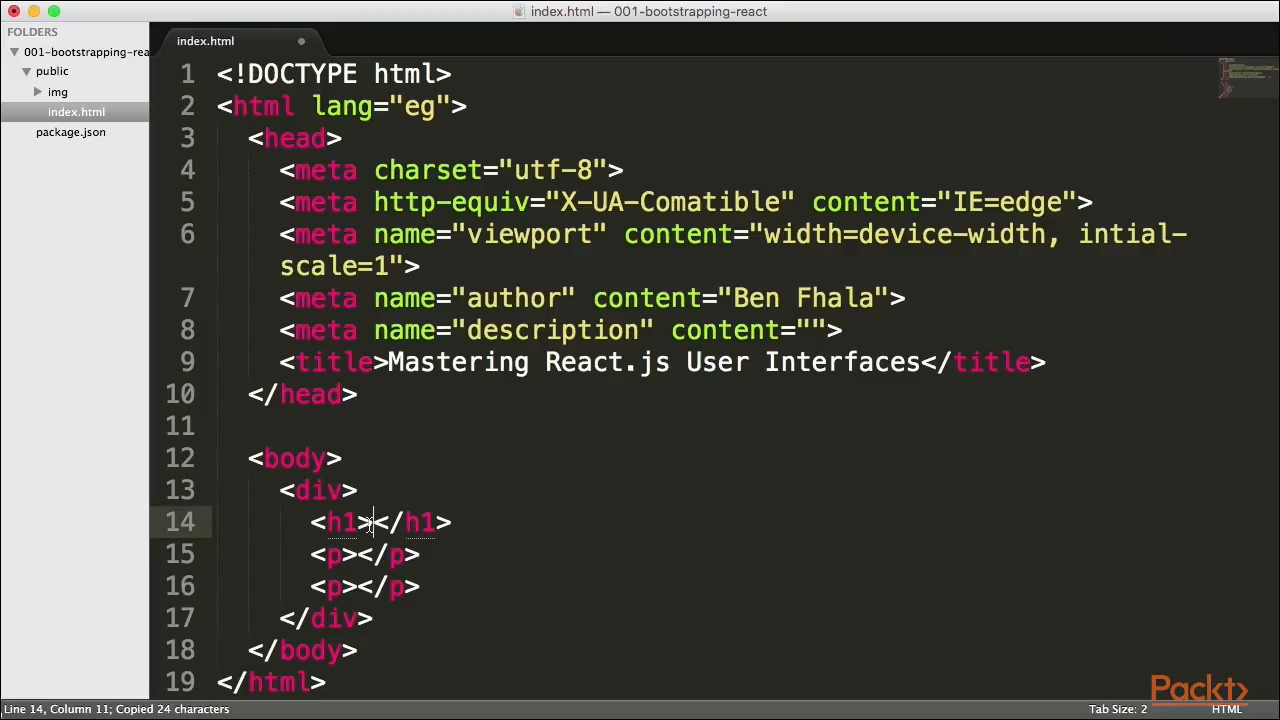 index.html — 001-bootstrapping-react
FOLDERS
001-bootstrapping-rea
public
img
index.html
package.json
index.html
1 <!DOCTYPE html>
2 <html lang="eg">
3 <head>
4 <meta charset="utf-8">
5 <meta http-equiv="X-UA-Comatible" content="IE=edge">
6 <meta name="viewport" content="width=device-width, intial-
scale=1">
7 <meta name="author" content="Ben Fhala">
8 <meta name="description" content="">
9 <title>Mastering React.js User Interfaces</title>
10 </head>
11
12 <body>
13 <div>
14 <h1></h1>
15 <p></p>
16 <p></p>
17 </div>
18 </body>
19 </html>
Packt>
Line 14, Column 11; Copied 24 characters
Tab Size: 2
HTML